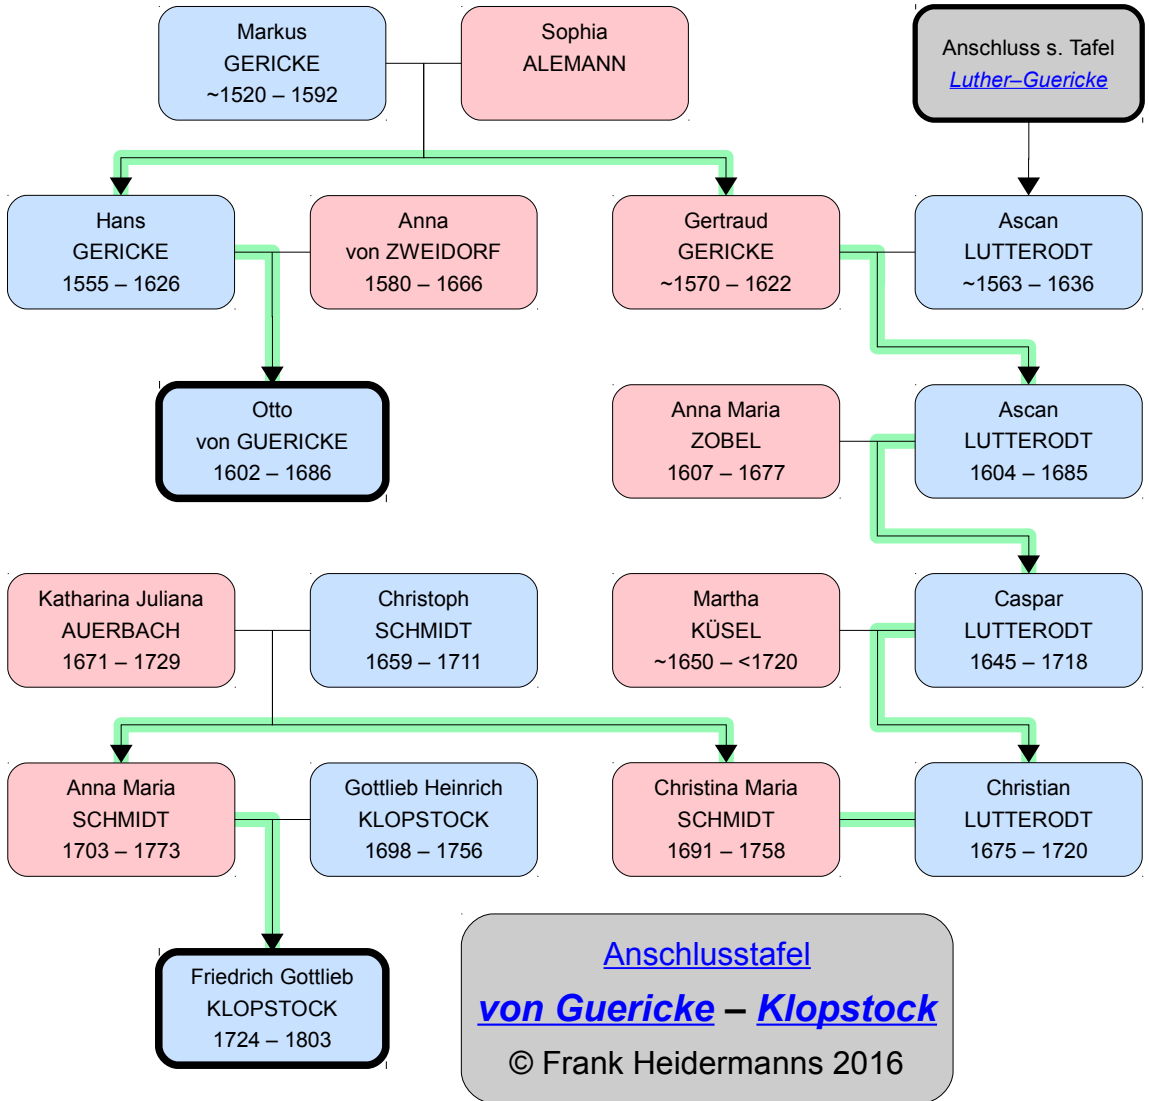 Markus
GERICKE
~1520 – 1592
Sophia
ALEMANN
Anschluss s. Tafel
Luther–Guericke
Hans
GERICKE
1555 – 1626
Anna
von ZWEIDORF
1580 – 1666
Gertraud
GERICKE
~1570 – 1622
Ascan
LUTTERODT
~1563 – 1636
Otto
von GUERICKE
1602 – 1686
Anna Maria
ZOBEL
1607 – 1677
Ascan
LUTTERODT
1604 – 1685
Katharina Juliana
AUERBACH
1671 – 1729
Christoph
SCHMIDT
1659 – 1711
Martha
KÜSEL
~1650 – <1720
Caspar
LUTTERODT
1645 – 1718
Anna Maria
SCHMIDT
1703 – 1773
Gottlieb Heinrich
KLOPSTOCK
1698 – 1756
Christina Maria
SCHMIDT
1691 – 1758
Christian
LUTTERODT
1675 – 1720
Friedrich Gottlieb
KLOPSTOCK
1724 – 1803
Anschlusstafel
von Guericke – Klopstock
© Frank Heidermanns 2016